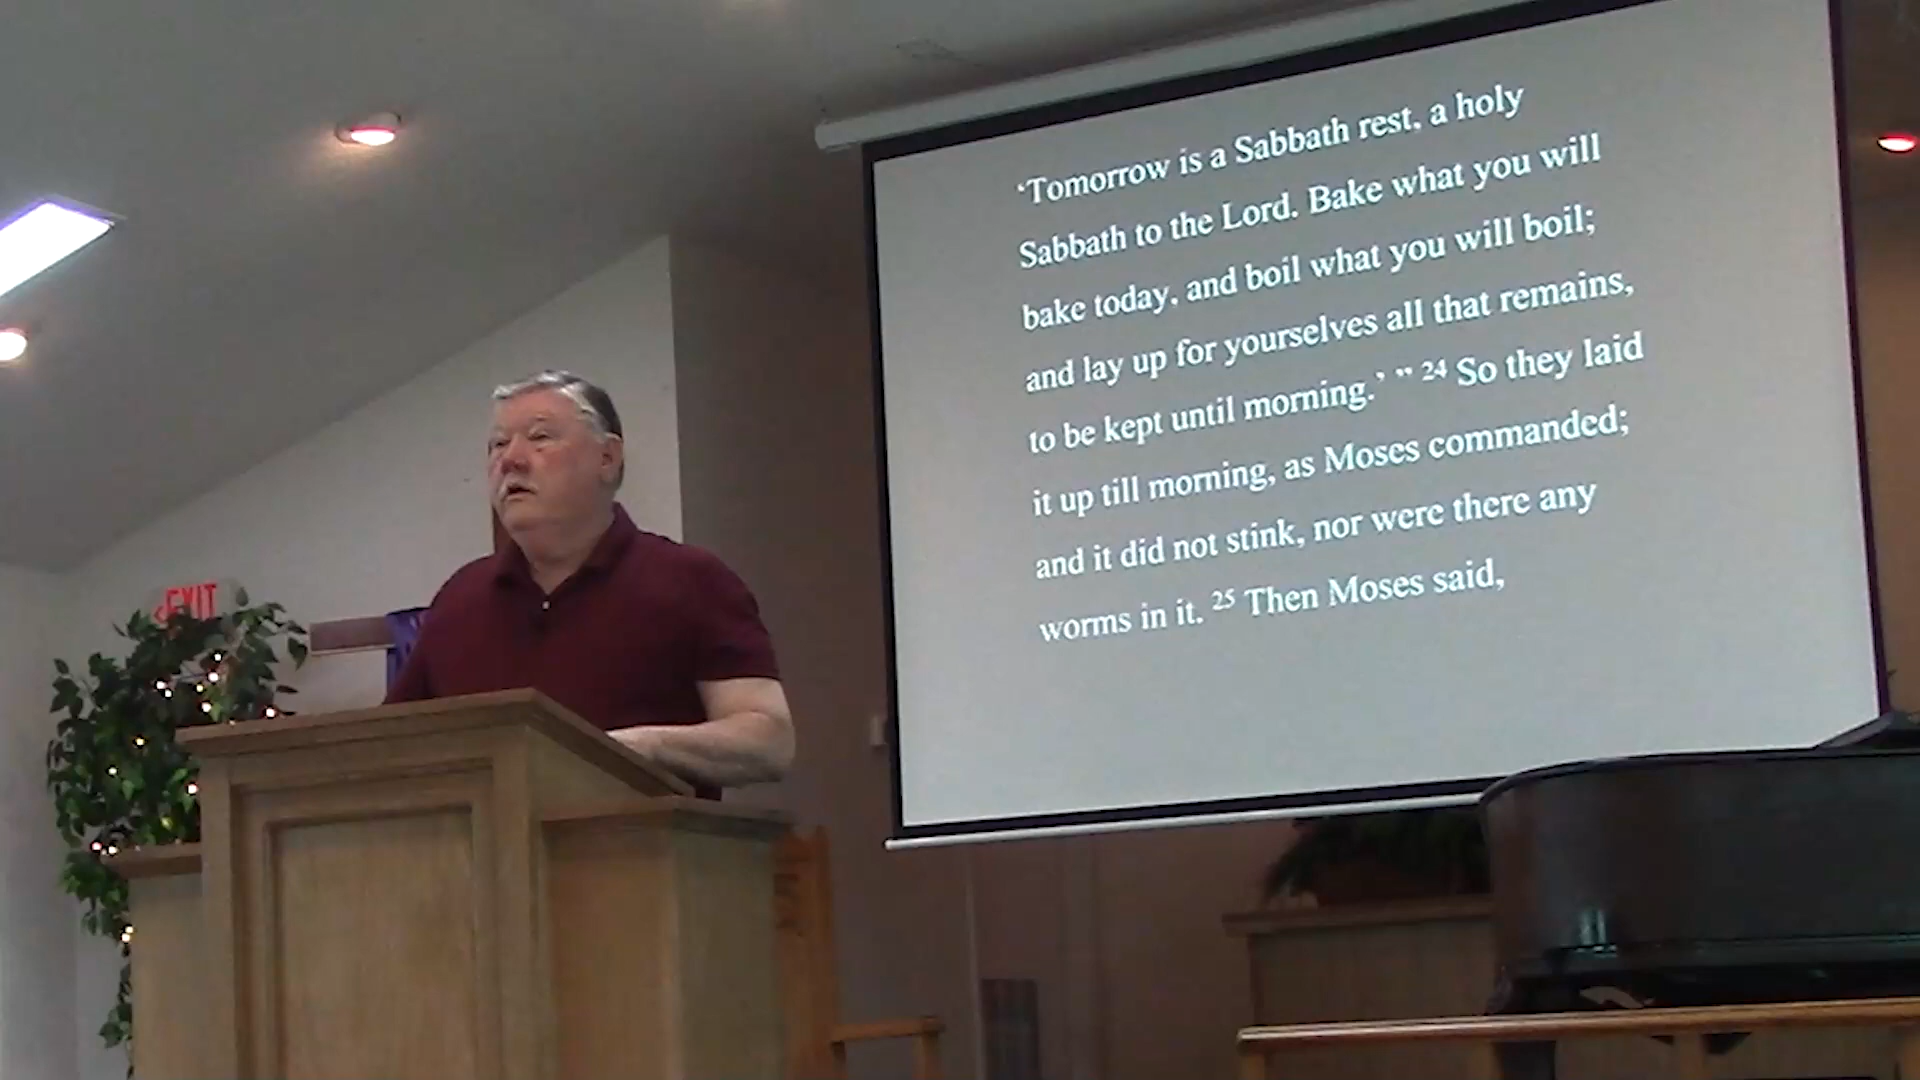 EXIT
‘Tomorrow is a Sabbath rest, a holy
Sabbath to the Lord. Bake what you will
bake today, and boil what you will boil;
and lay up for yourselves all that remains,
to be kept until morning.’ ” 24 So they laid
it up till morning, as Moses commanded;
and it did not stink, nor were there any
worms in it. 25 Then Moses said,